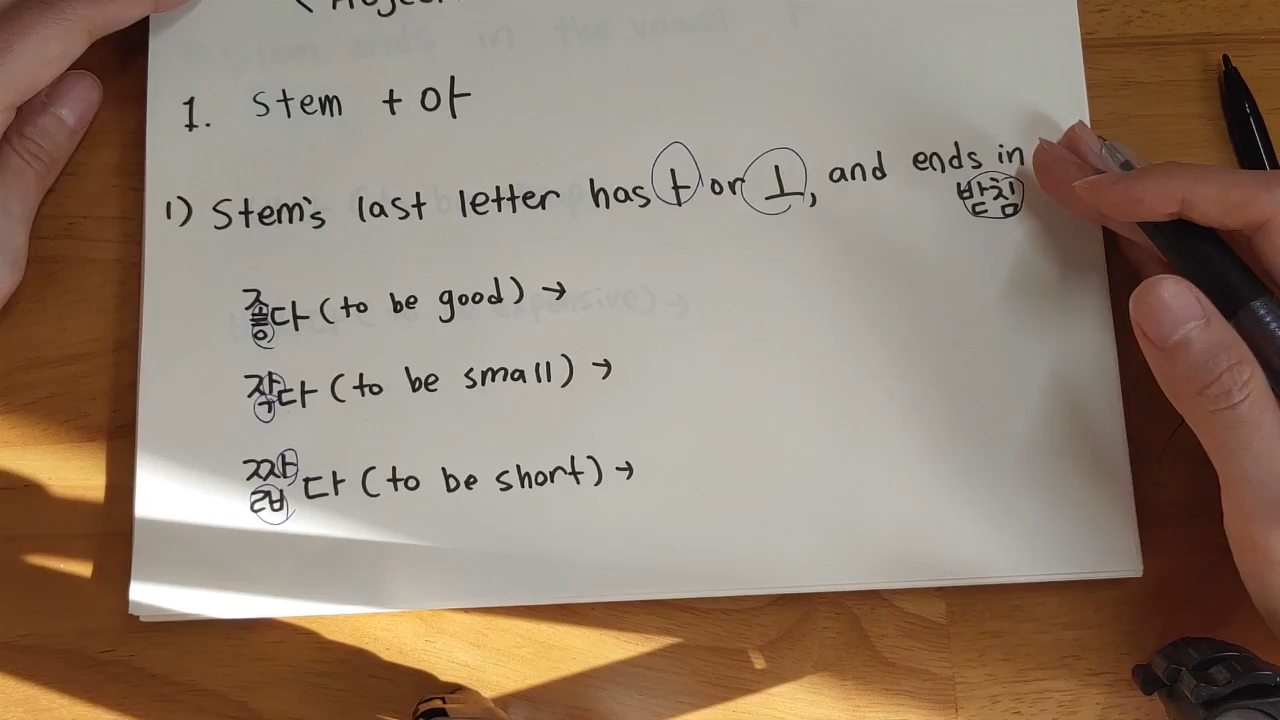 1. Stem + 아
1) Stem's last letter has ㅏ or ㅗ, and ends in
받침
좋다 (to be good) →
작다 (to be small) →
짧다 (to be short) →